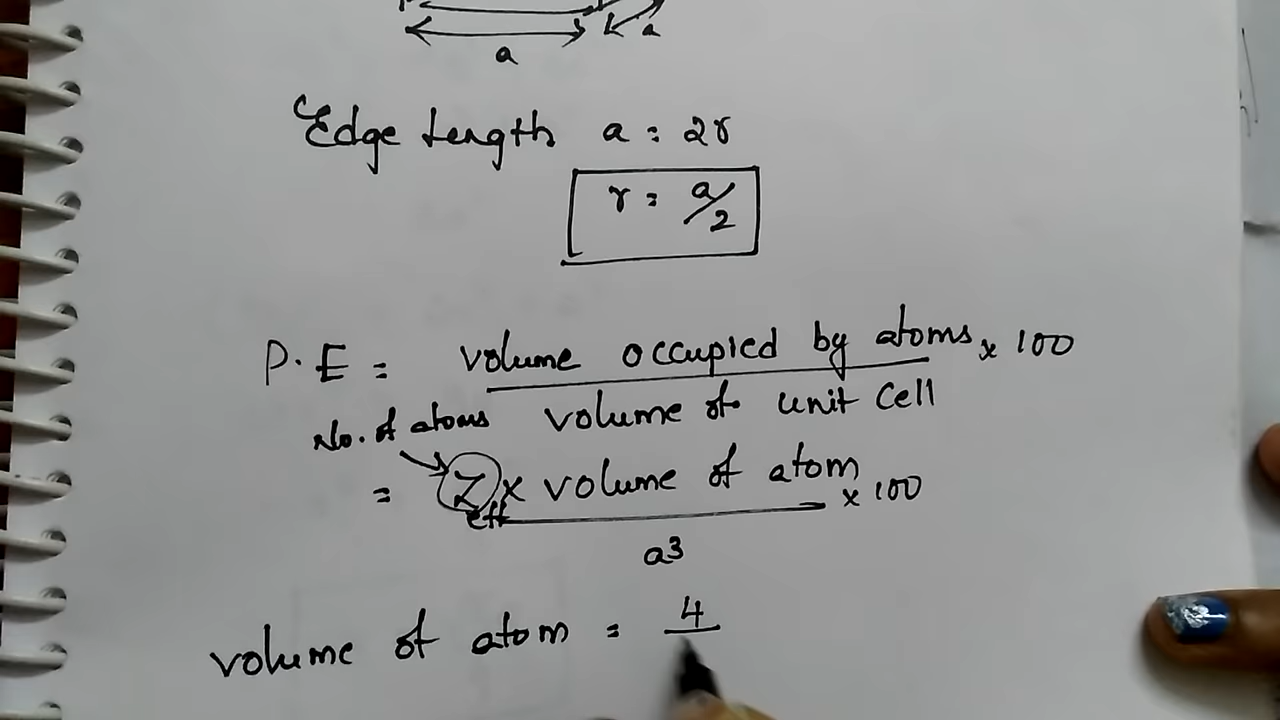 a a
Edge Length a = 2r
r = a/2
P.E = volume occupied by atoms x 100
No. of atoms volume of unit cell
= Zeff x volume of atom x 100
a³
volume of atom = 4